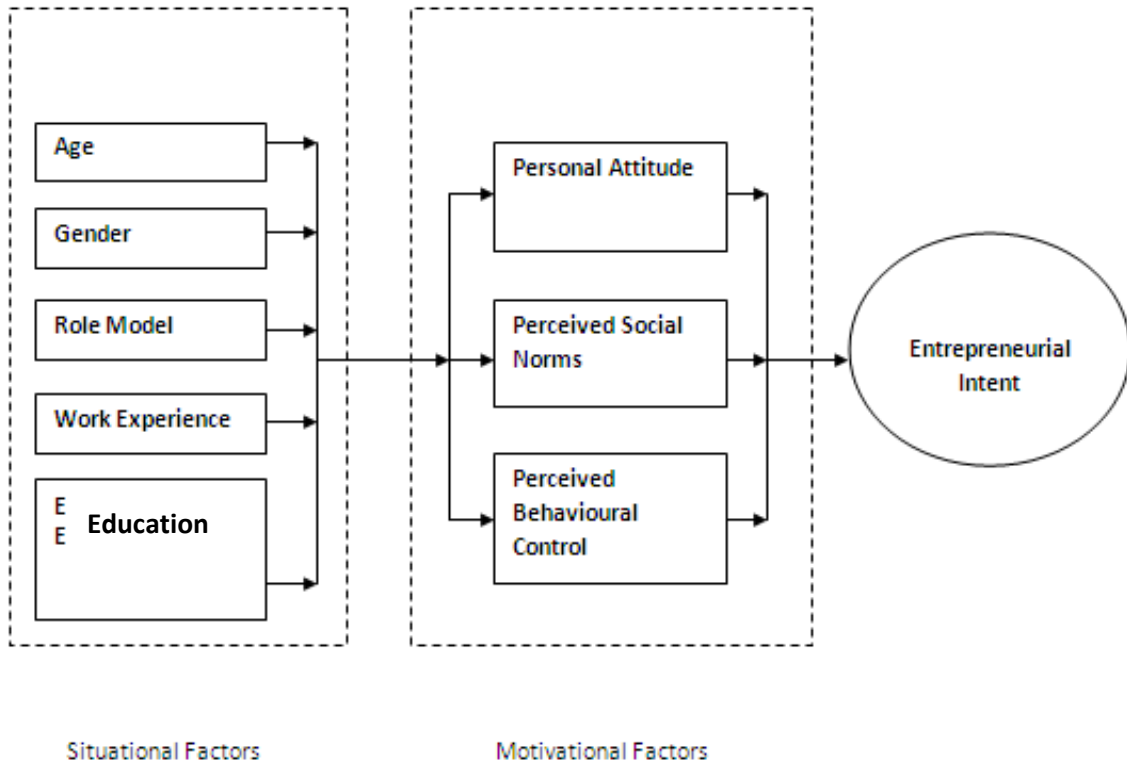 Age
Gender
Role Model
Work Experience
E
E
Education
Personal Attitude
Perceived Social
Norms
Perceived
Behavioural
Control
Entrepreneurial
Intent
Situational Factors
Motivational Factors